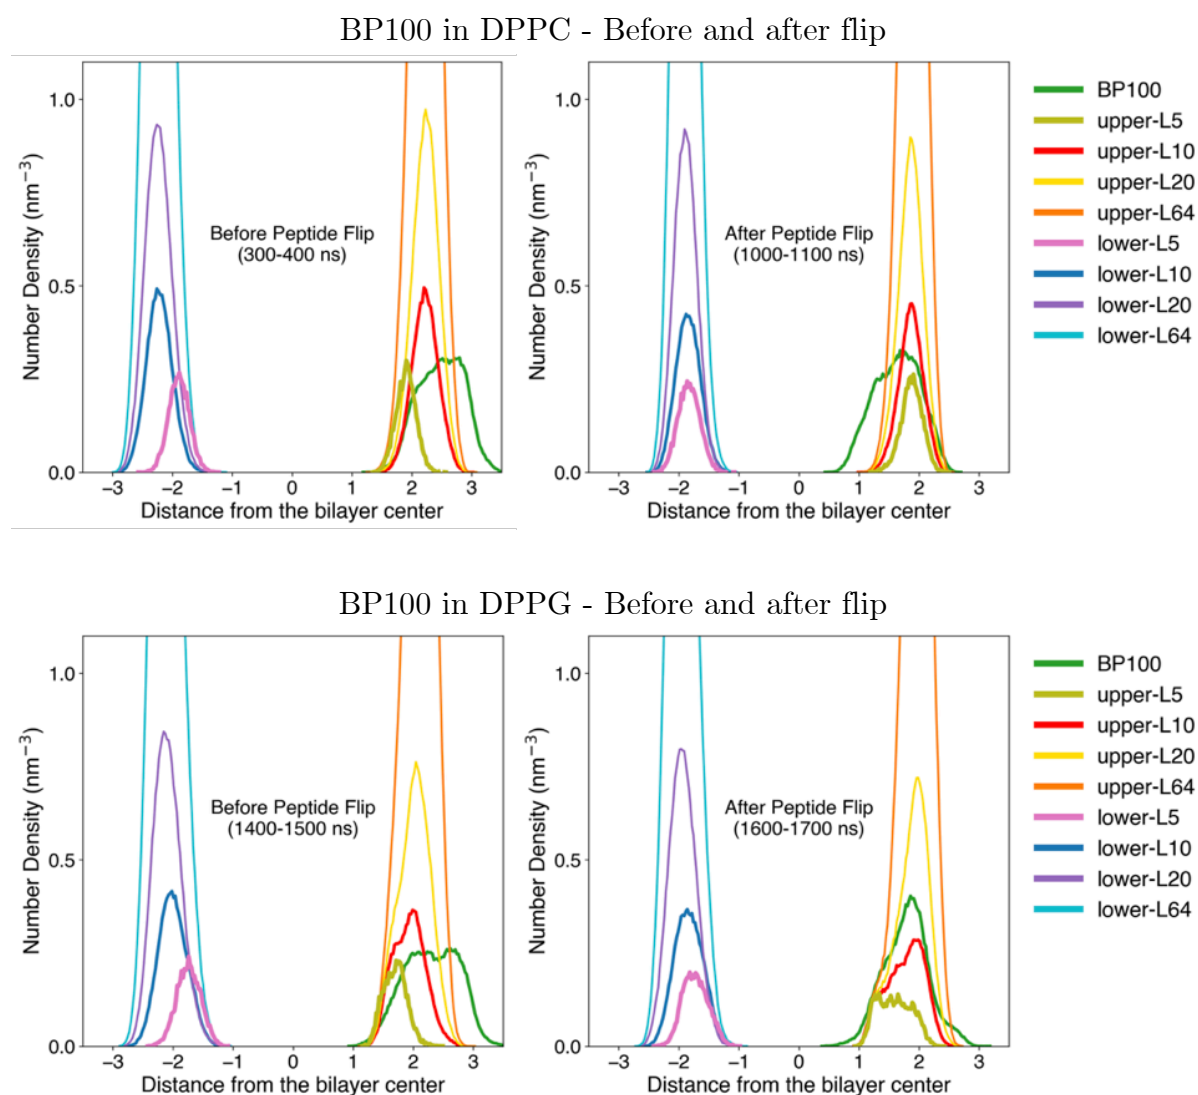 BP100 in DPPC - Before and after flip
Number Density (nm⁻³)
1.0
0.5
0.0
Before Peptide Flip
(300-400 ns)
−3 −2 −1 0 1 2 3
Distance from the bilayer center
Number Density (nm⁻³)
1.0
0.5
0.0
After Peptide Flip
(1000-1100 ns)
−3 −2 −1 0 1 2 3
Distance from the bilayer center
BP100
upper-L5
upper-L10
upper-L20
upper-L64
lower-L5
lower-L10
lower-L20
lower-L64
BP100 in DPPG - Before and after flip
Number Density (nm⁻³)
1.0
0.5
0.0
Before Peptide Flip
(1400-1500 ns)
−3 −2 −1 0 1 2 3
Distance from the bilayer center
Number Density (nm⁻³)
1.0
0.5
0.0
After Peptide Flip
(1600-1700 ns)
−3 −2 −1 0 1 2 3
Distance from the bilayer center
BP100
upper-L5
upper-L10
upper-L20
upper-L64
lower-L5
lower-L10
lower-L20
lower-L64